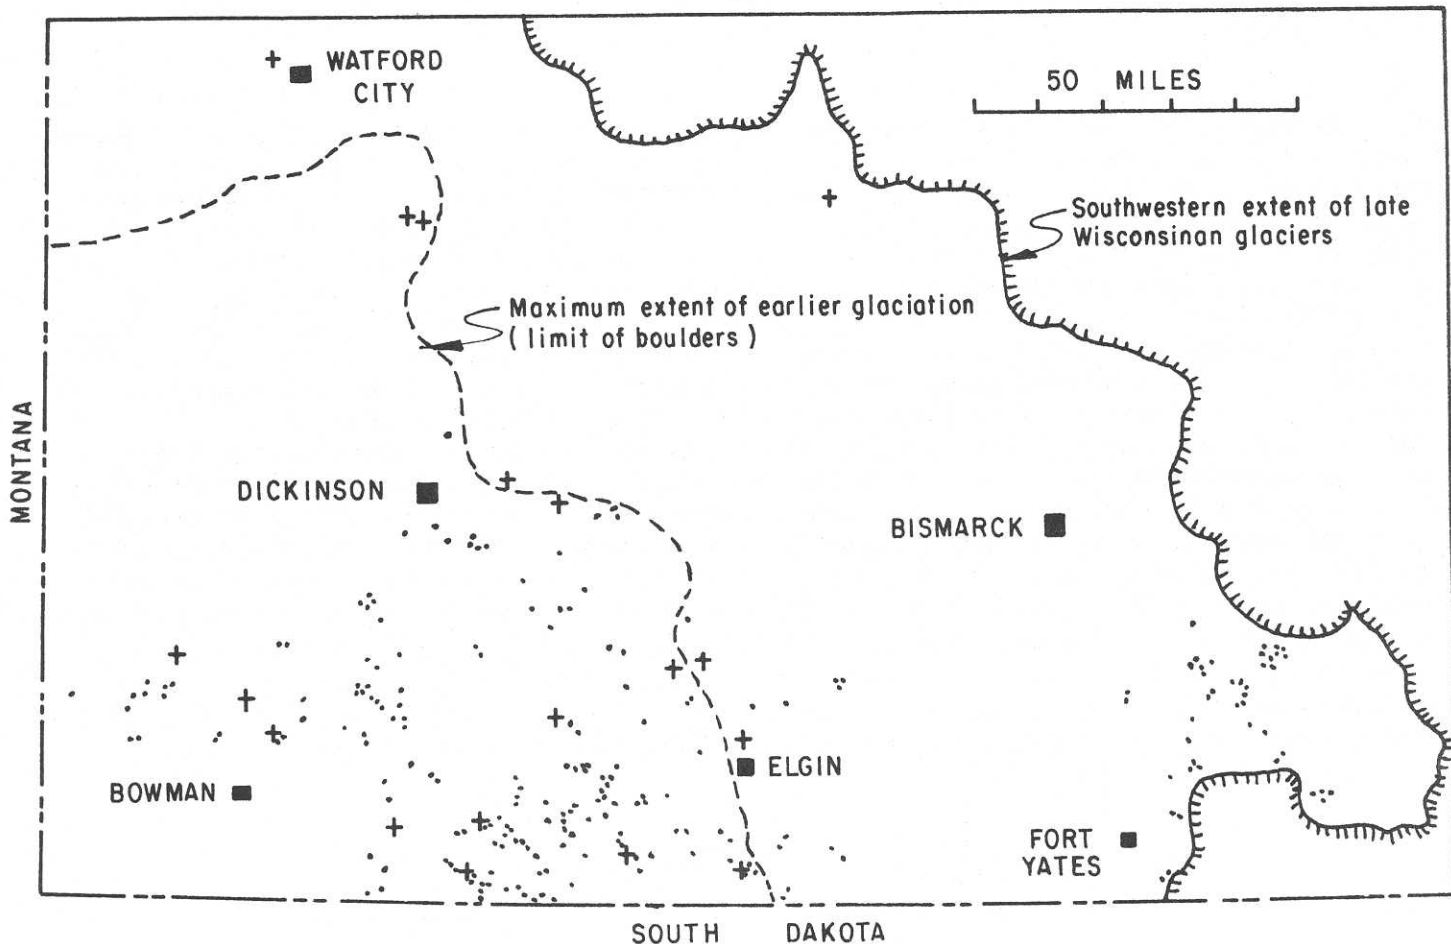 WATFORD
CITY
50 MILES
Southwestern extent of late
Wisconsinan glaciers
Maximum extent of earlier glaciation
( limit of boulders )
MONTANA
DICKINSON
BISMARCK
BOWMAN
ELGIN
FORT
YATES
SOUTH DAKOTA